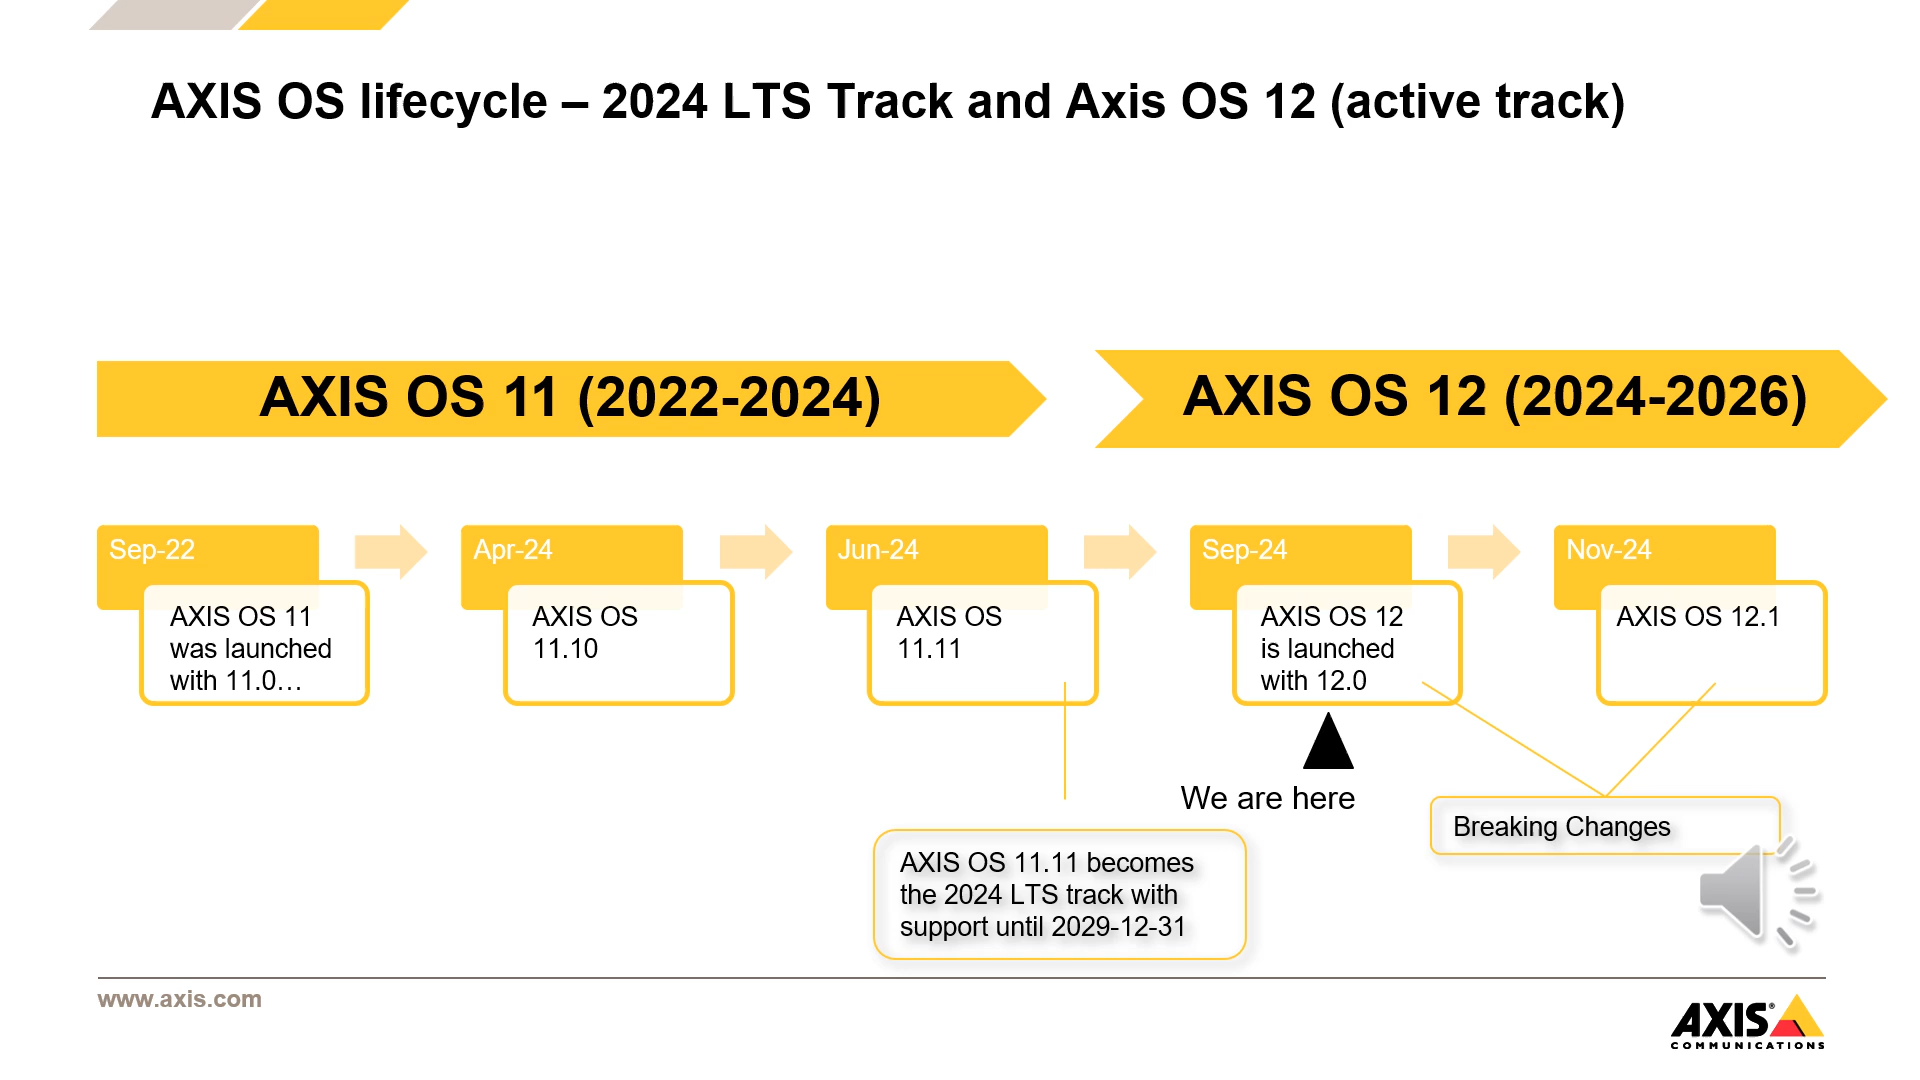 AXIS OS lifecycle – 2024 LTS Track and Axis OS 12 (active track)
AXIS OS 11 (2022-2024)
AXIS OS 12 (2024-2026)
Sep-22
AXIS OS 11
was launched
with 11.0…
Apr-24
AXIS OS
11.10
Jun-24
AXIS OS
11.11
Sep-24
AXIS OS 12
is launched
with 12.0
Nov-24
AXIS OS 12.1
We are here
Breaking Changes
AXIS OS 11.11 becomes
the 2024 LTS track with
support until 2029-12-31
www.axis.com
AXIS®
COMMUNICATIONS